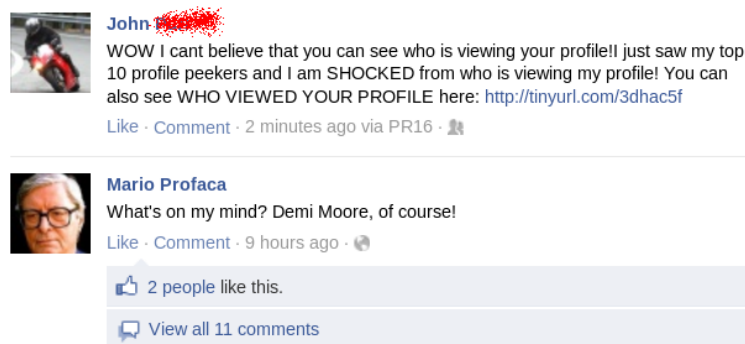 John
WOW I cant believe that you can see who is viewing your profile!I just saw my top
10 profile peekers and I am SHOCKED from who is viewing my profile! You can
also see WHO VIEWED YOUR PROFILE here: http://tinyurl.com/3dhac5f
Like · Comment · 2 minutes ago via PR16 ·
Mario Profaca
What's on my mind? Demi Moore, of course!
Like · Comment · 9 hours ago ·
2 people like this.
View all 11 comments